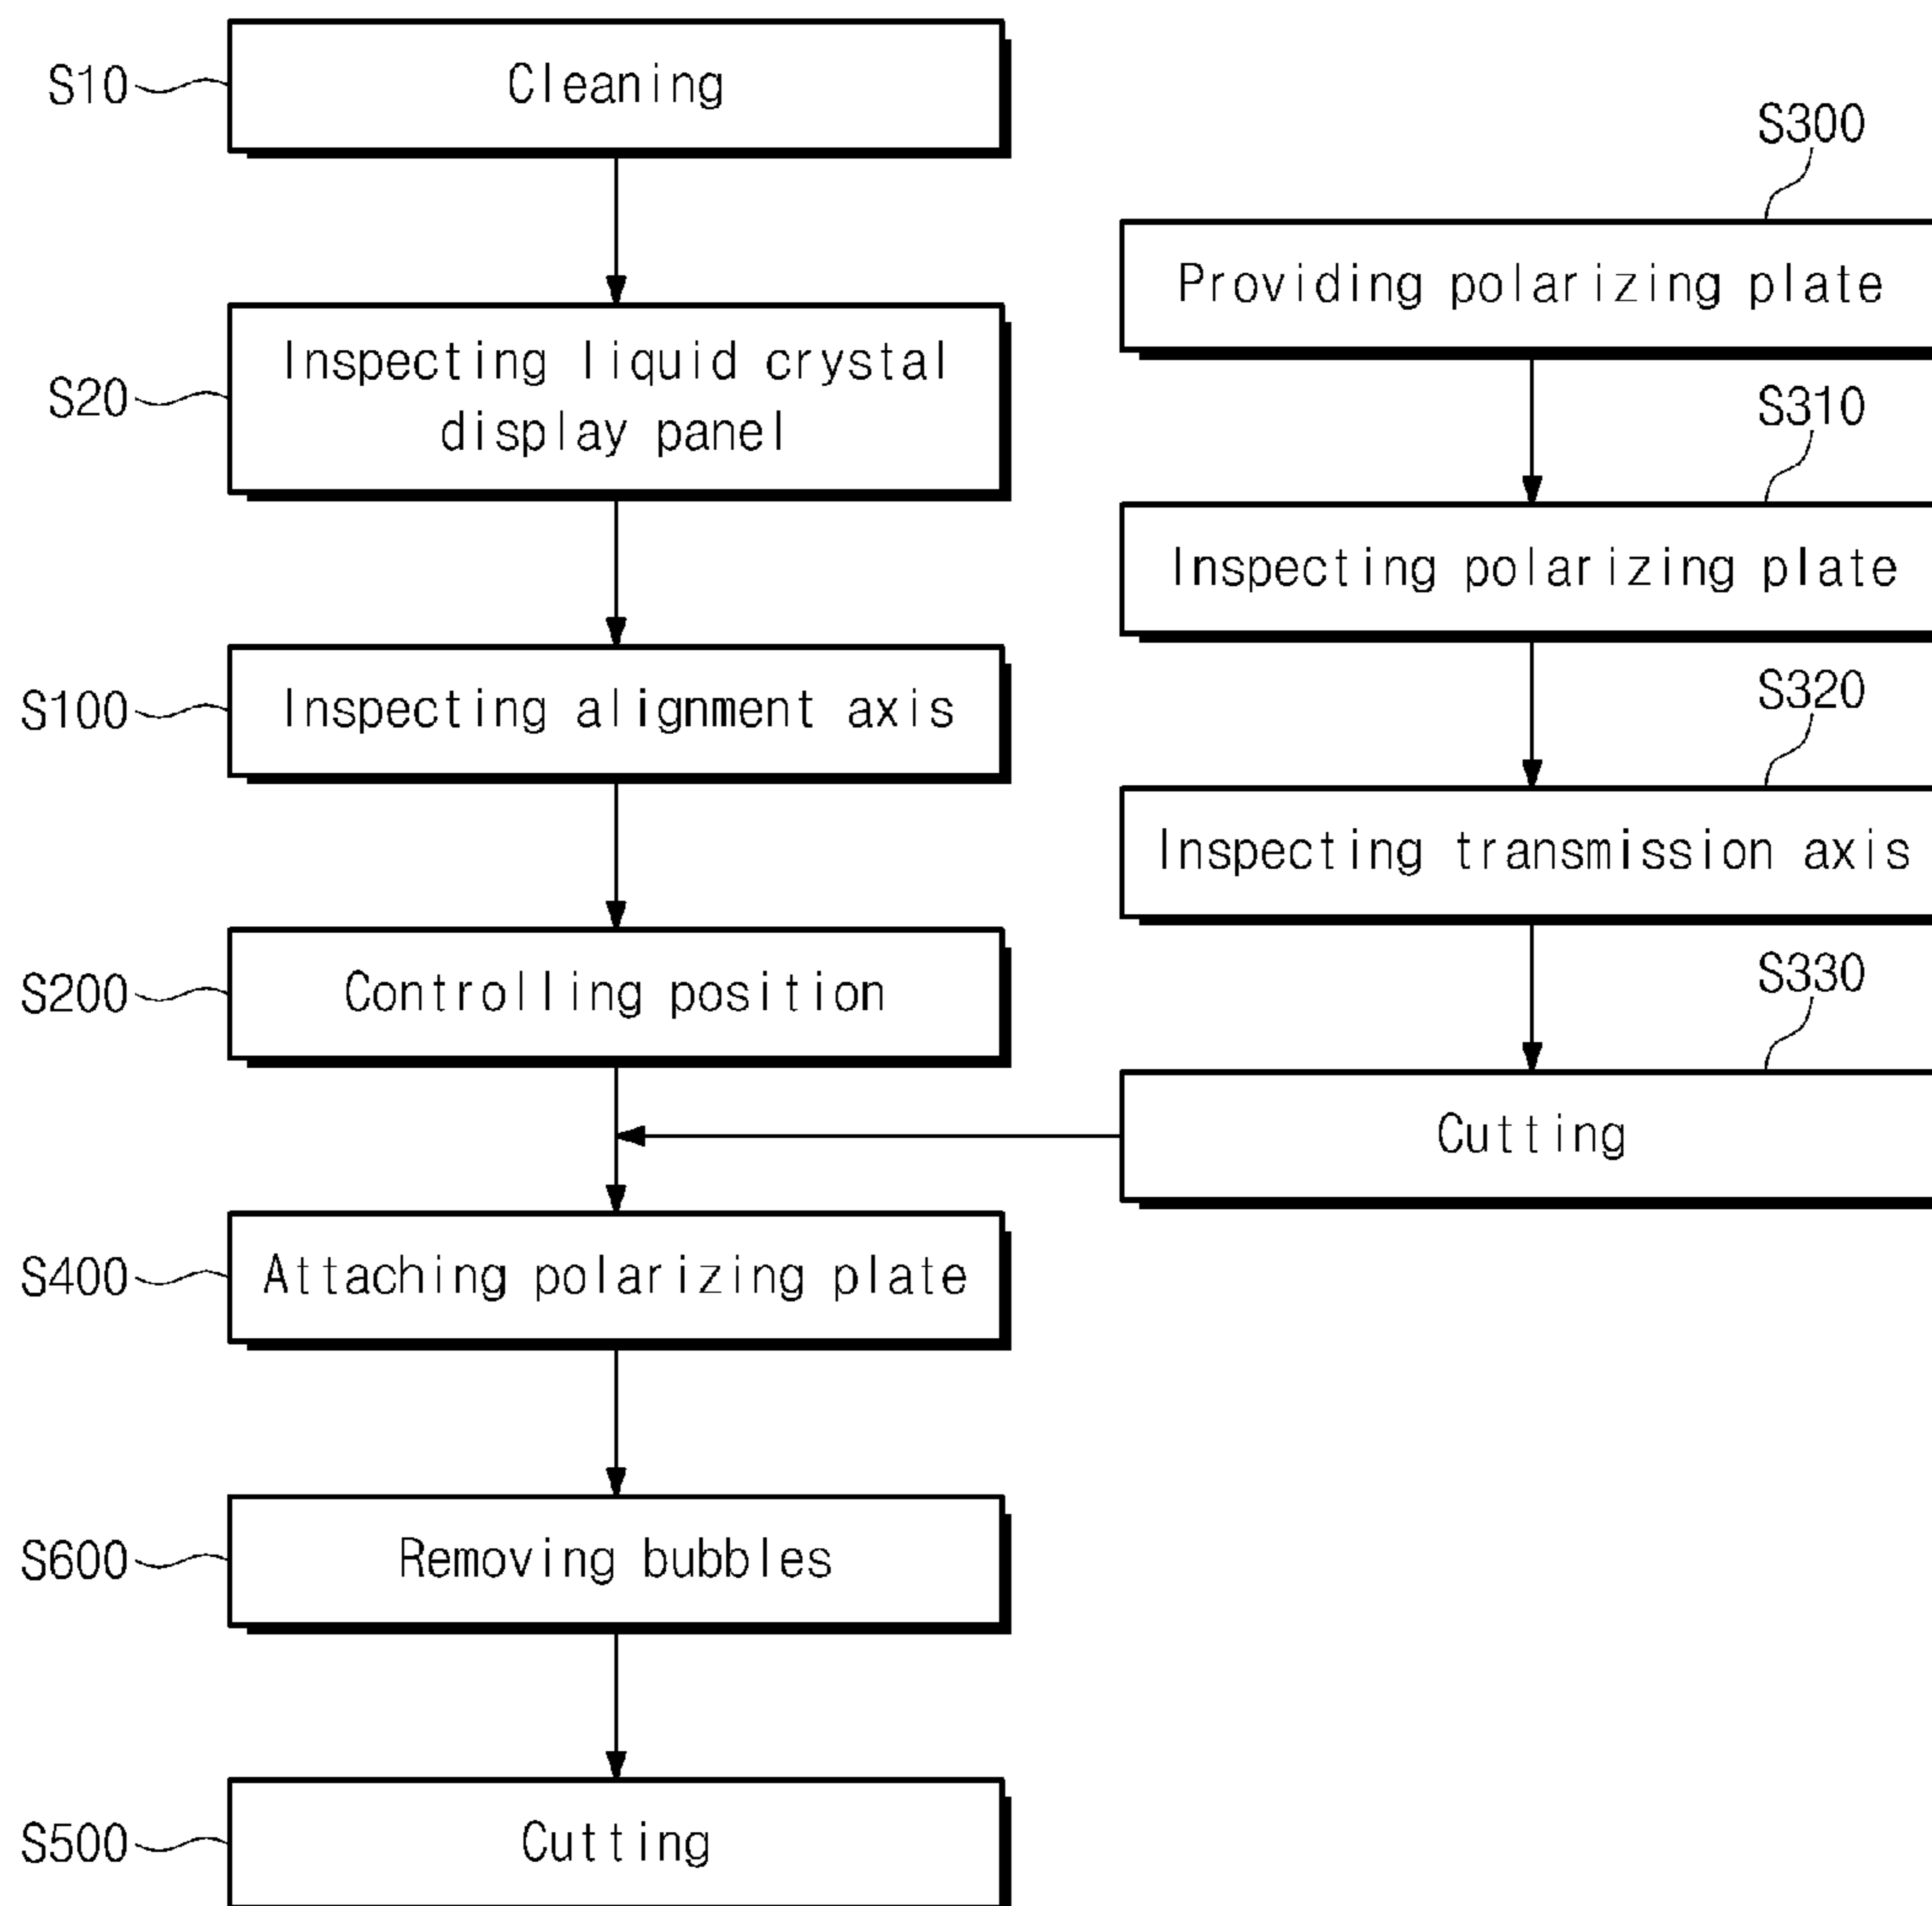 S10
Cleaning
S20
Inspecting liquid crystal
display panel
S100
Inspecting alignment axis
S200
Controlling position
S400
Attaching polarizing plate
S600
Removing bubbles
S500
Cutting
S300
Providing polarizing plate
S310
Inspecting polarizing plate
S320
Inspecting transmission axis
S330
Cutting